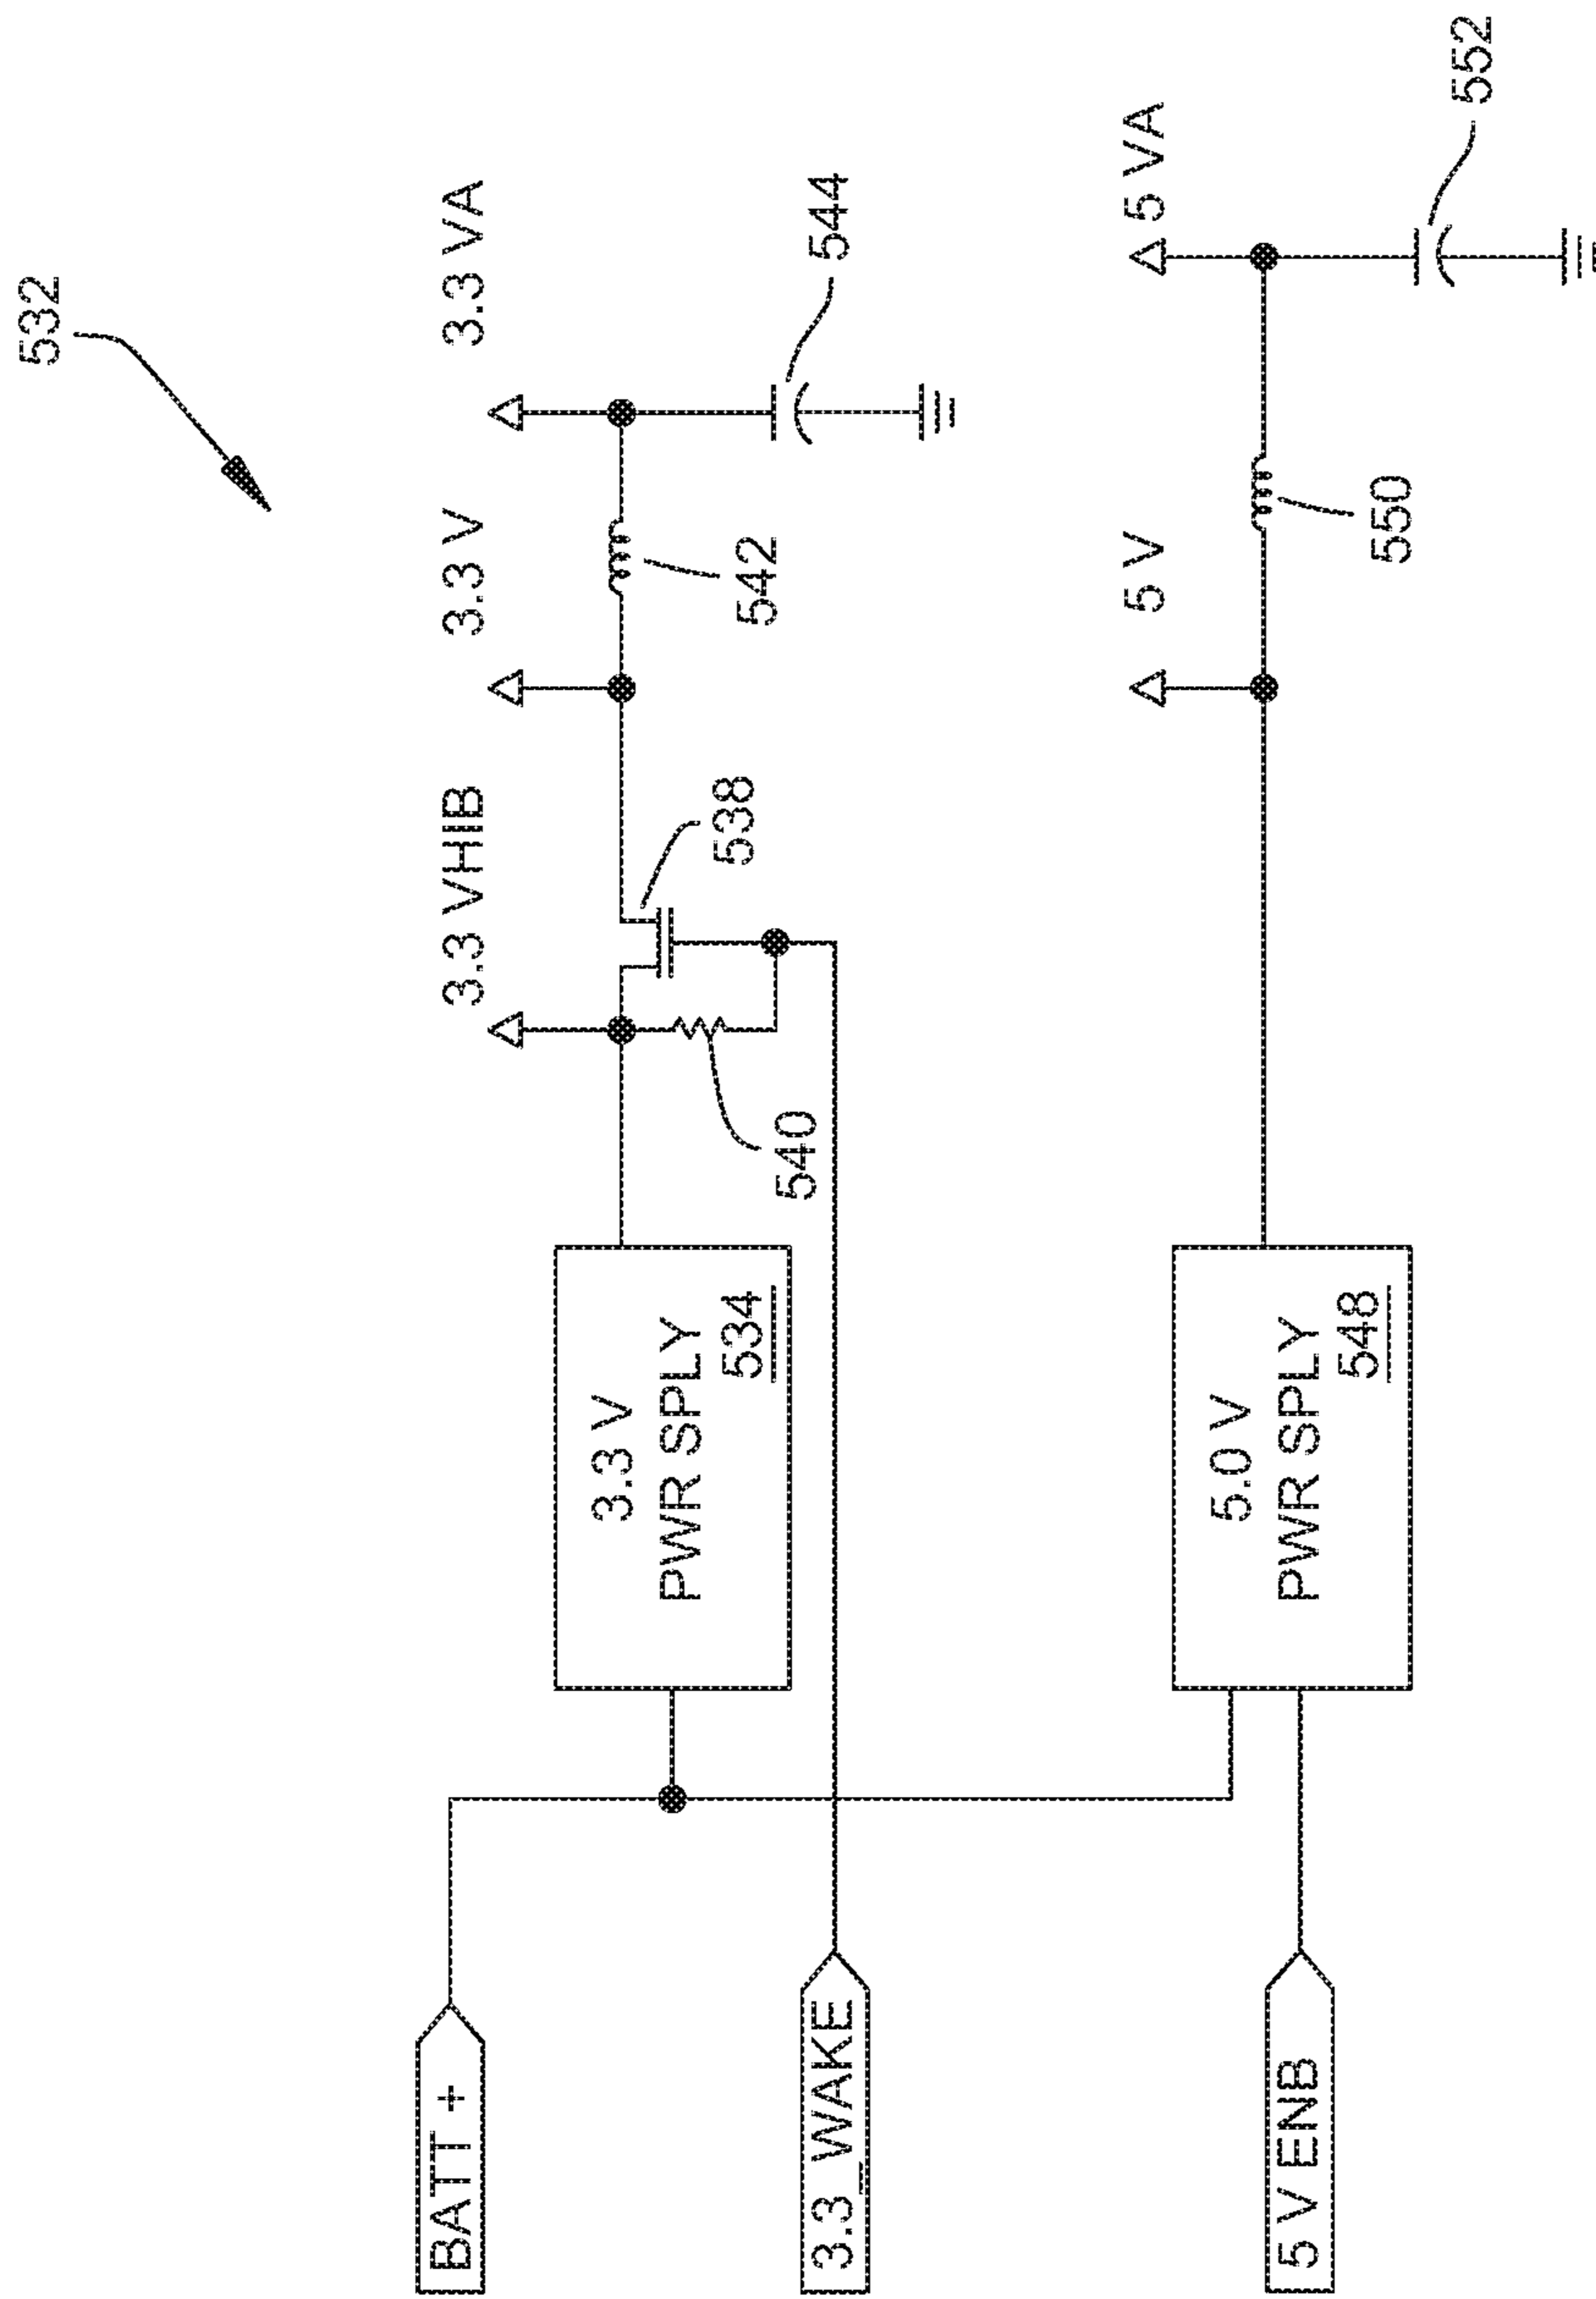 532
3.3 VHIB
3.3 V
3.3 VA
BATT +
3.3 V
PWR SPLY
534
538
540
542
544
3.3_WAKE
5 V
5 VA
5.0 V
PWR SPLY
548
550
552
5 V ENB